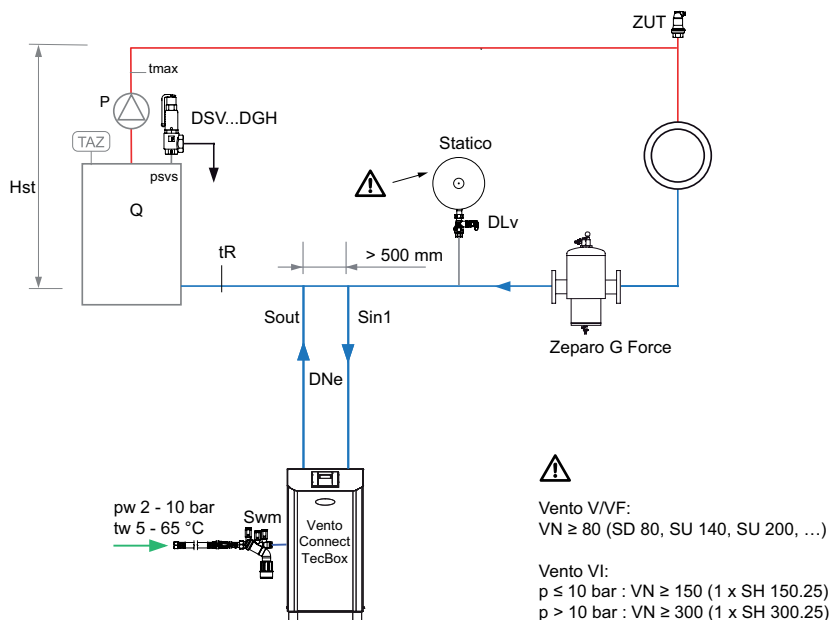 ZUT
tmax
P
DSV...DGH
TAZ
psvs
Statico
Hst
Q
DLv
tR
> 500 mm
Sout
Sin1
Zeparo G Force
DNe
pw 2 - 10 bar
tw 5 - 65 °C
Swm
Vento
Connect
TecBox
Vento V/VF:
VN ≥ 80 (SD 80, SU 140, SU 200, …)
Vento VI:
p ≤ 10 bar : VN ≥ 150 (1 x SH 150.25)
p > 10 bar : VN ≥ 300 (1 x SH 300.25)